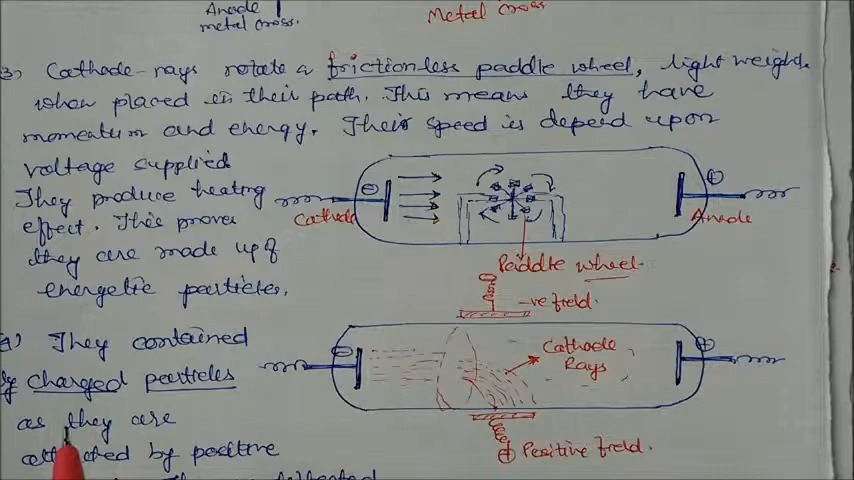 Anode
metal cross.
Metal cross
3) Cathode-rays rotate a frictionless paddle wheel, light weight
when placed in their path. This means they have
momentum and energy. Their speed is depend upon
voltage supplied
They produce heating
effect. This proves
they are made up of
energetic particles.
Cathode
Anode
Paddle wheel.
-ve field.
They contained
charged particles
as they are
by positive
Cathode
Rays
Positive field.